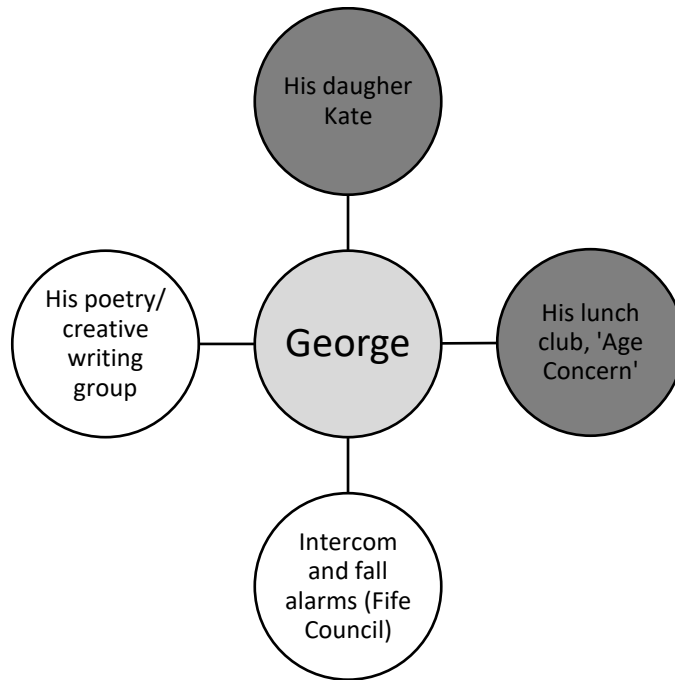 His daugher
Kate
His poetry/
creative
writing
group
George
His lunch
club, 'Age
Concern'
Intercom
and fall
alarms (Fife
Council)